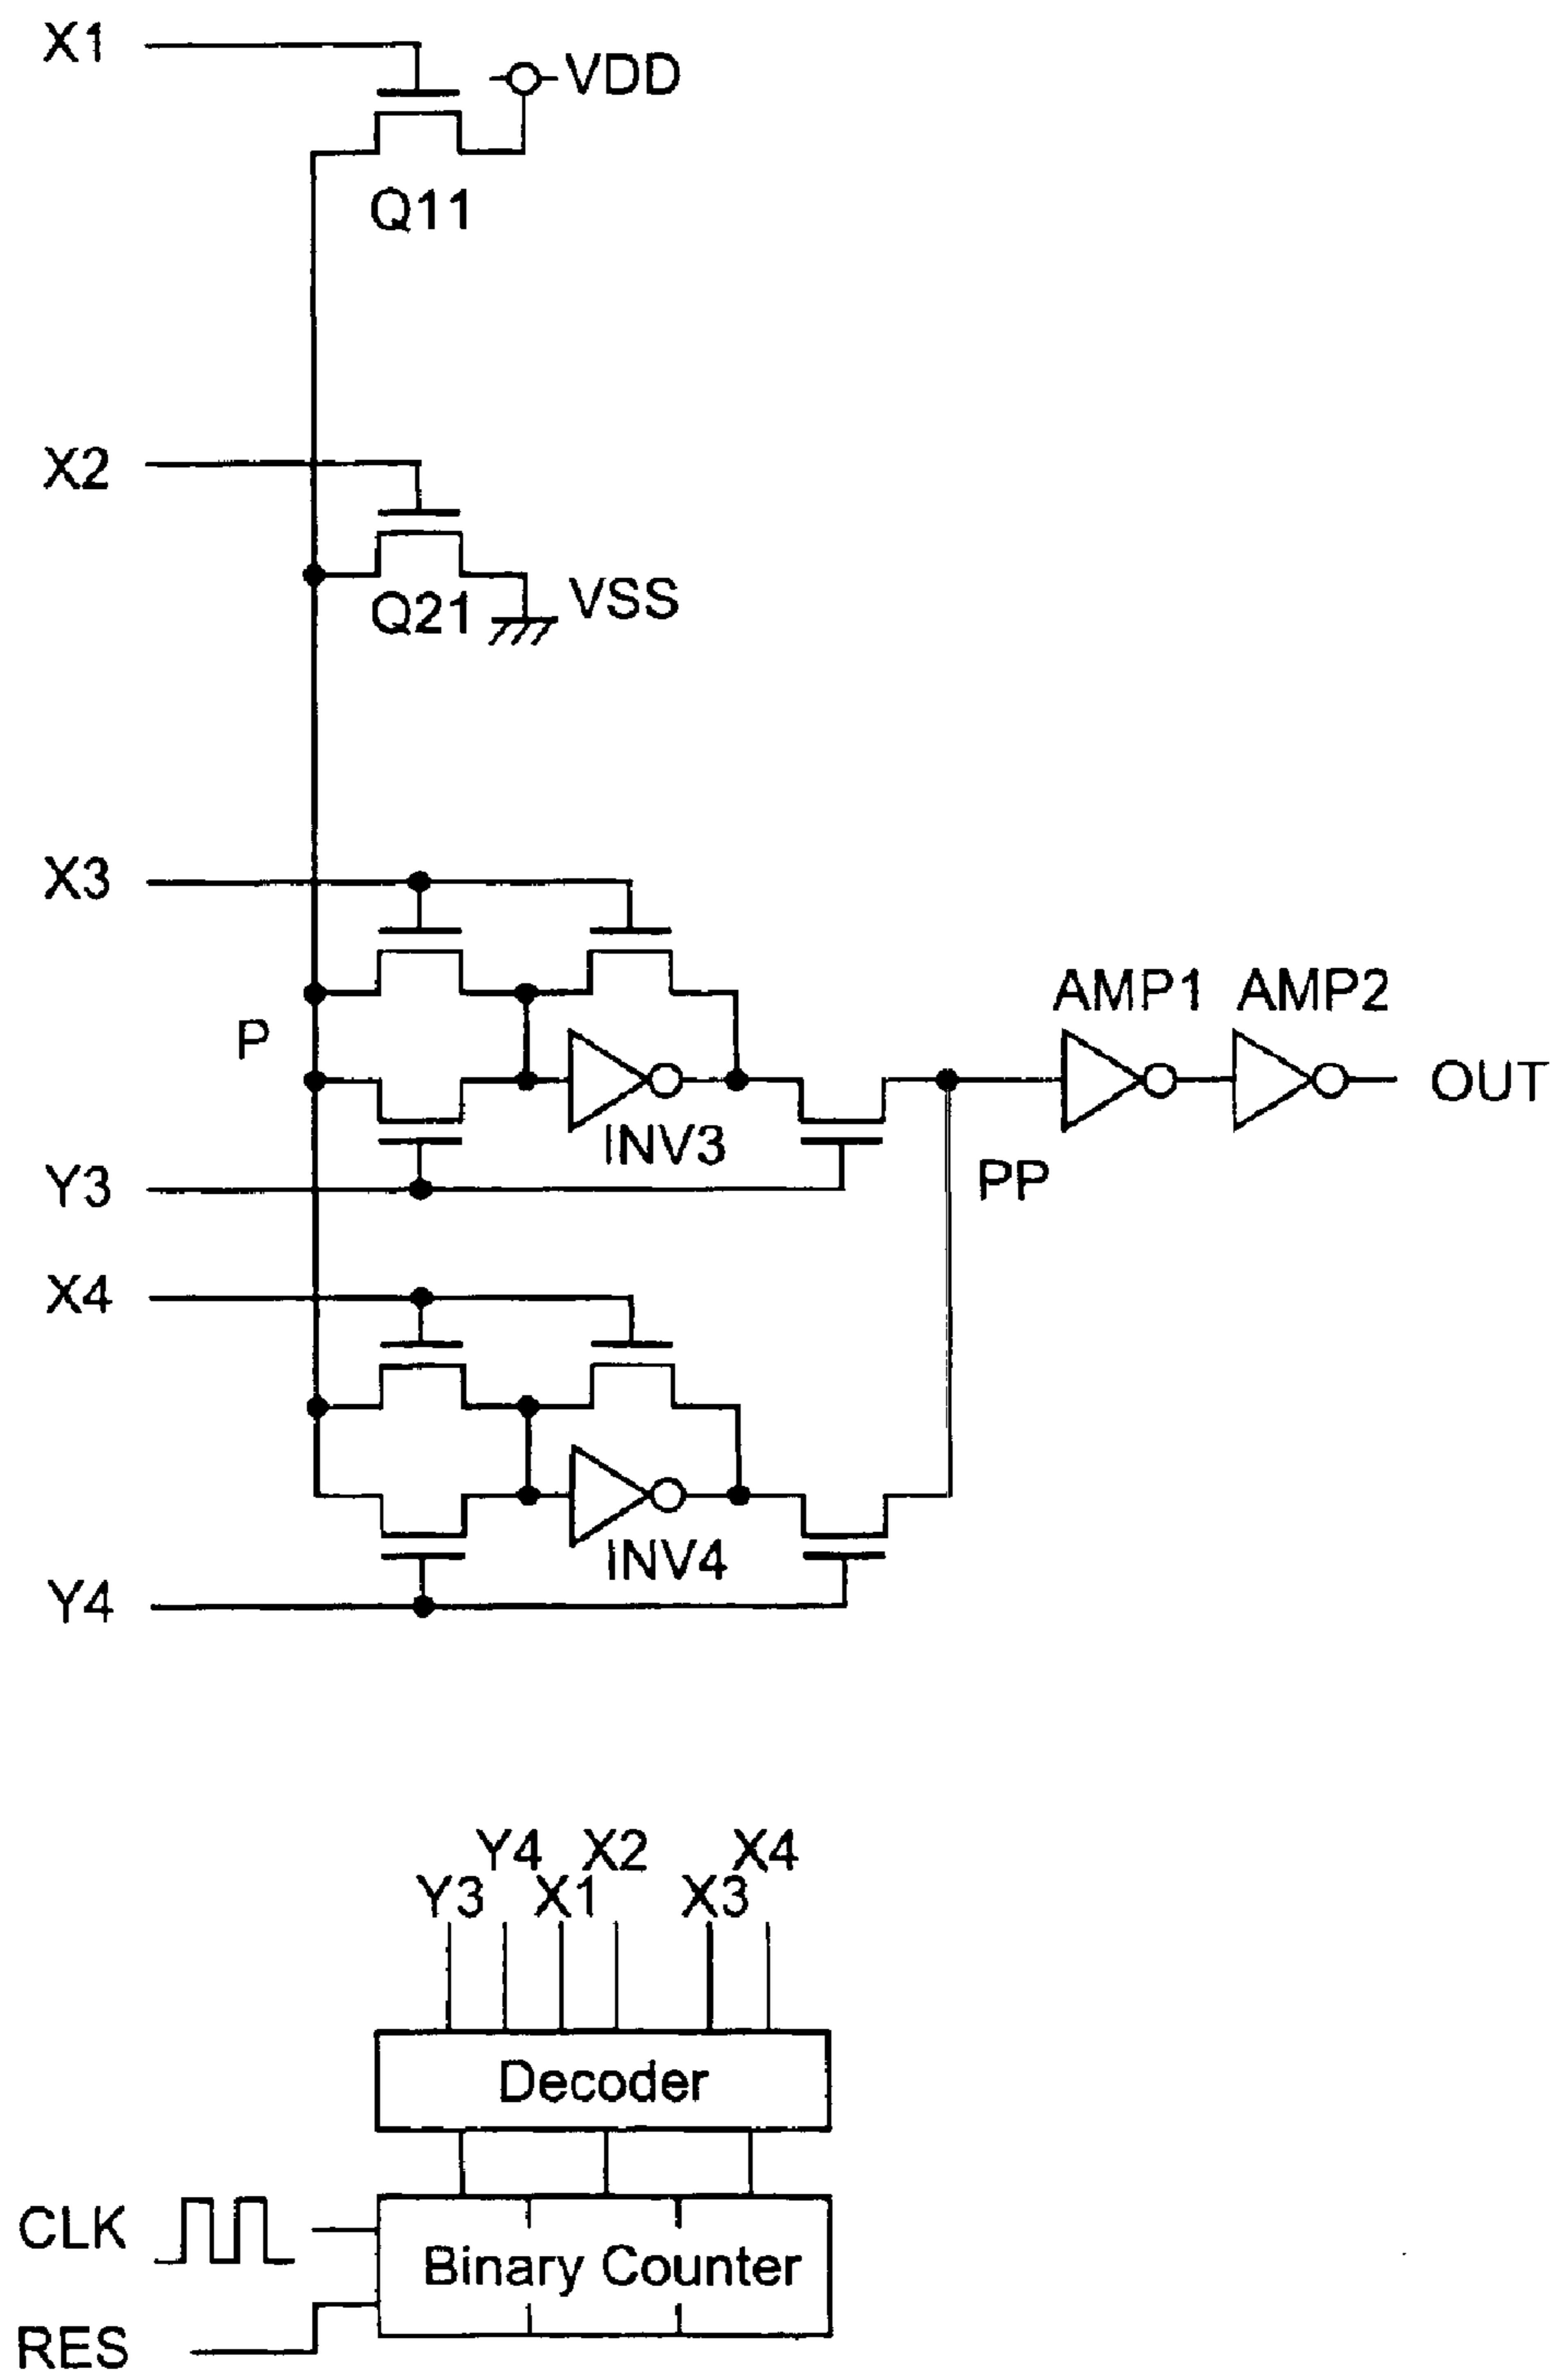 X1
VDD
Q11
X2
VSS
Q21
X3
AMP1 AMP2
P
OUT
INV3
Y3
PP
X4
INV4
Y4
Y4 X2 X4
Y3 X1 X3
Decoder
CLK
Binary Counter
RES